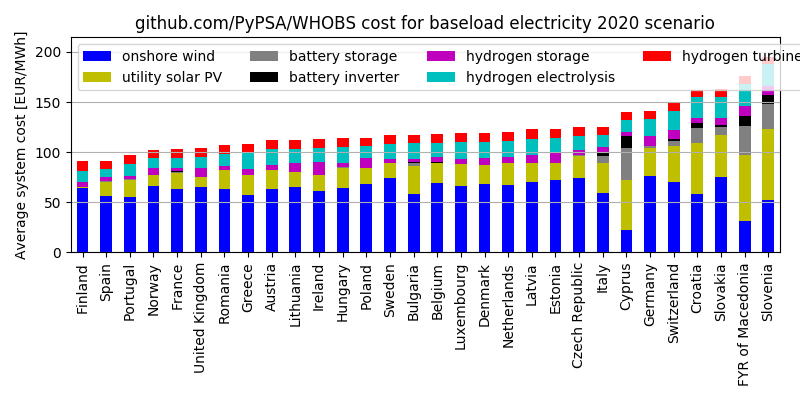 github.com/PyPSA/WHOBS cost for baseload electricity 2020 scenario
Average system cost [EUR/MWh]
200
150
100
50
0
onshore wind
utility solar PV
battery storage
battery inverter
hydrogen storage
hydrogen electrolysis
hydrogen turbine
Finland
Spain
Portugal
Norway
France
United Kingdom
Romania
Greece
Austria
Lithuania
Ireland
Hungary
Poland
Sweden
Bulgaria
Belgium
Luxembourg
Denmark
Netherlands
Latvia
Estonia
Czech Republic
Italy
Cyprus
Germany
Switzerland
Croatia
Slovakia
FYR of Macedonia
Slovenia